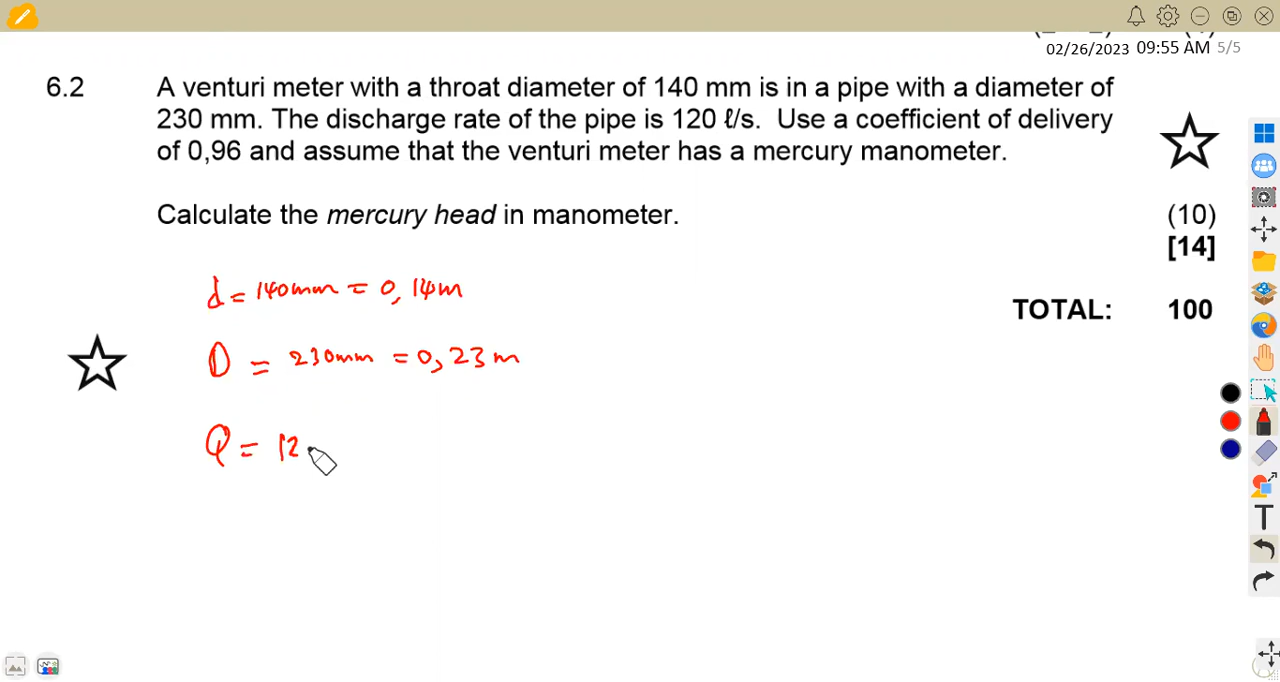 02/26/2023 09:55 AM 5/5
6.2 A venturi meter with a throat diameter of 140 mm is in a pipe with a diameter of
230 mm. The discharge rate of the pipe is 120 ℓ/s. Use a coefficient of delivery
of 0,96 and assume that the venturi meter has a mercury manometer.
Calculate the mercury head in manometer. (10)
[14]
d = 140mm = 0,14m
TOTAL: 100
D = 230mm = 0,23m
Q = 12